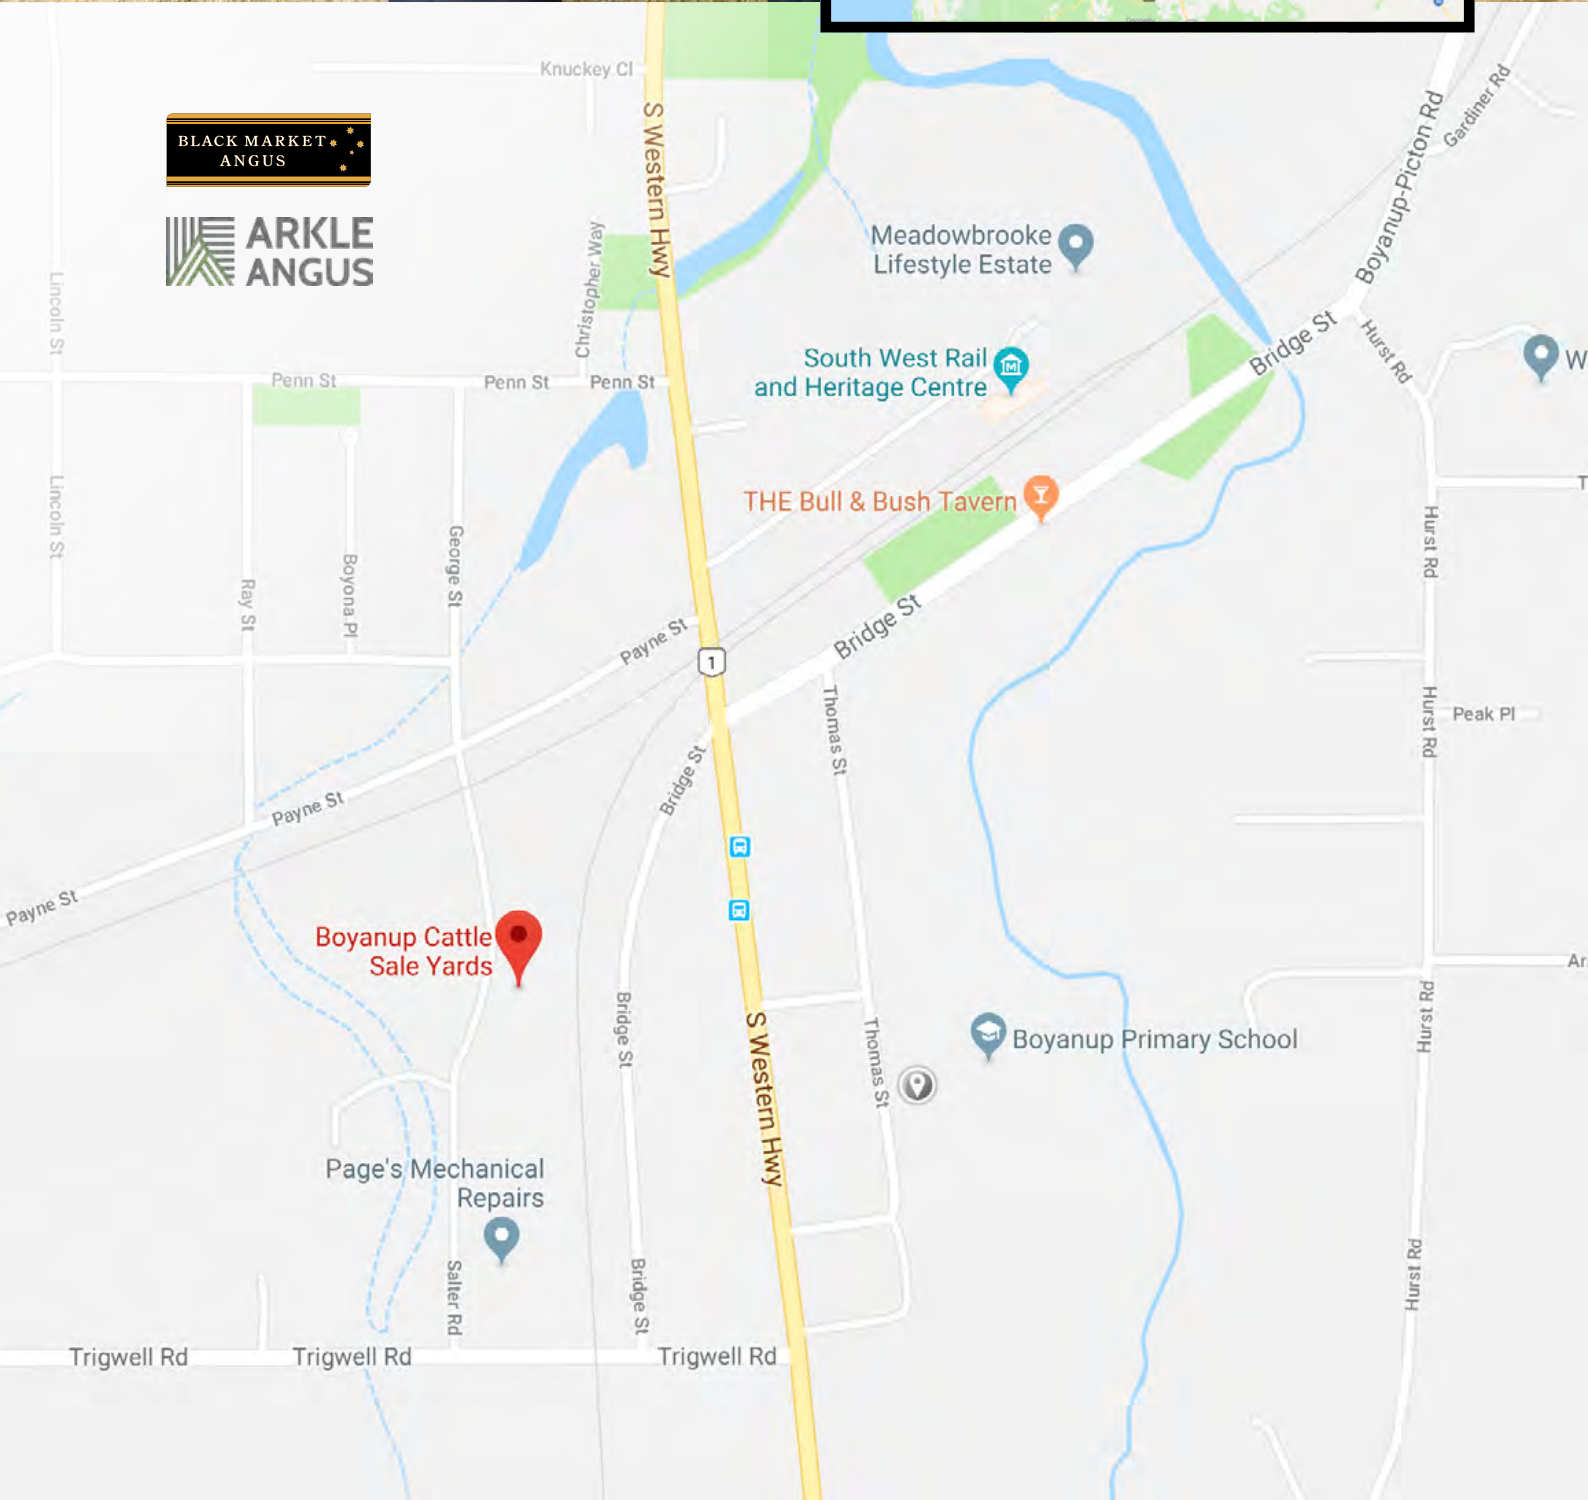 Knuckey Cl
S Western Hwy
BLACK MARKET
ANGUS
ARKLE
ANGUS
Boyanup-Picton Rd
Gardiner Rd
Christopher Way
Meadowbrooke
Lifestyle Estate
Lincoln St
Bridge St
Hurst Rd
South West Rail
and Heritage Centre
W
Penn St
Penn St
Penn St
THE Bull & Bush Tavern
T
Lincoln St
George St
Hurst Rd
Boyona Pl
Ray St
Payne St
Bridge St
1
Thomas St
Hurst Rd
Peak Pl
Bridge St
Payne St
Payne St
Boyanup Cattle
Sale Yards
Ar
Bridge St
S Western Hwy
Thomas St
Boyanup Primary School
Hurst Rd
Page's Mechanical
Repairs
Salter Rd
Bridge St
Hurst Rd
Trigwell Rd
Trigwell Rd
Trigwell Rd